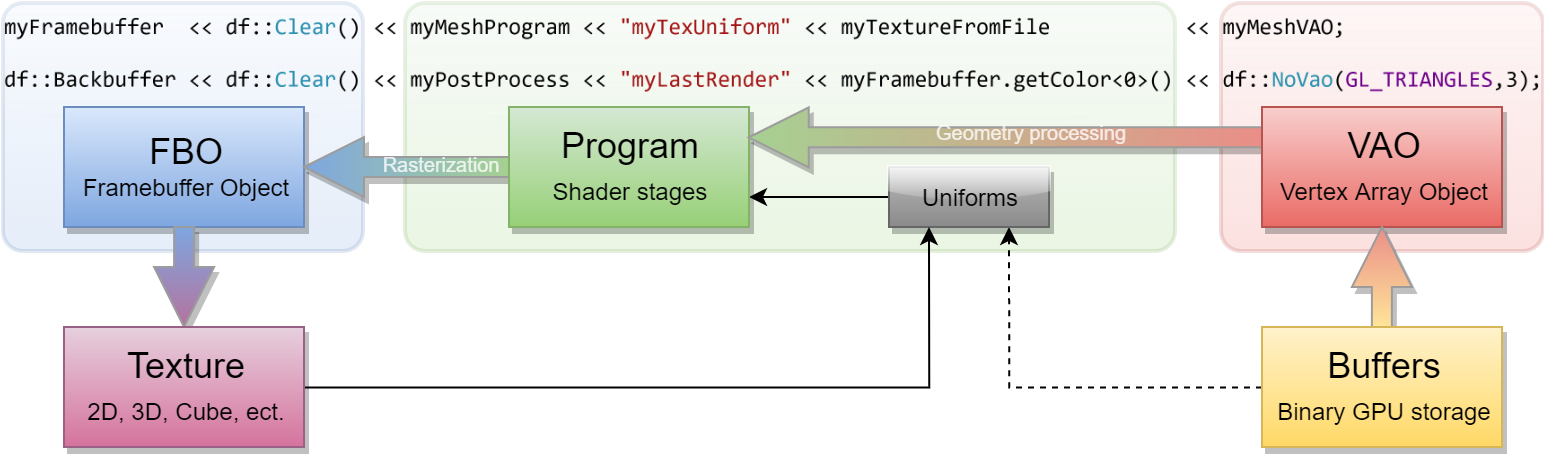 myFramebuffer << df::Clear() << myMeshProgram << "myTexUniform" << myTextureFromFile << myMeshVAO;
df::Backbuffer << df::Clear() << myPostProcess << "myLastRender" << myFramebuffer.getColor<0>() << df::NoVao(GL_TRIANGLES,3);
FBO
Framebuffer Object
Rasterization
Program
Shader stages
Geometry processing
Uniforms
VAO
Vertex Array Object
Texture
2D, 3D, Cube, ect.
Buffers
Binary GPU storage